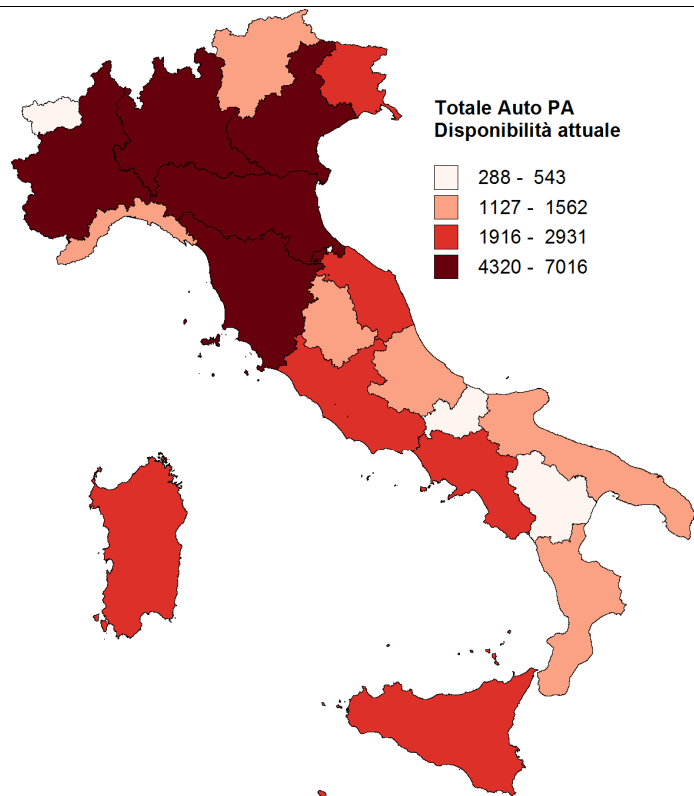 Totale Auto PA
Disponibilità attuale
288 - 543
1127 - 1562
1916 - 2931
4320 - 7016